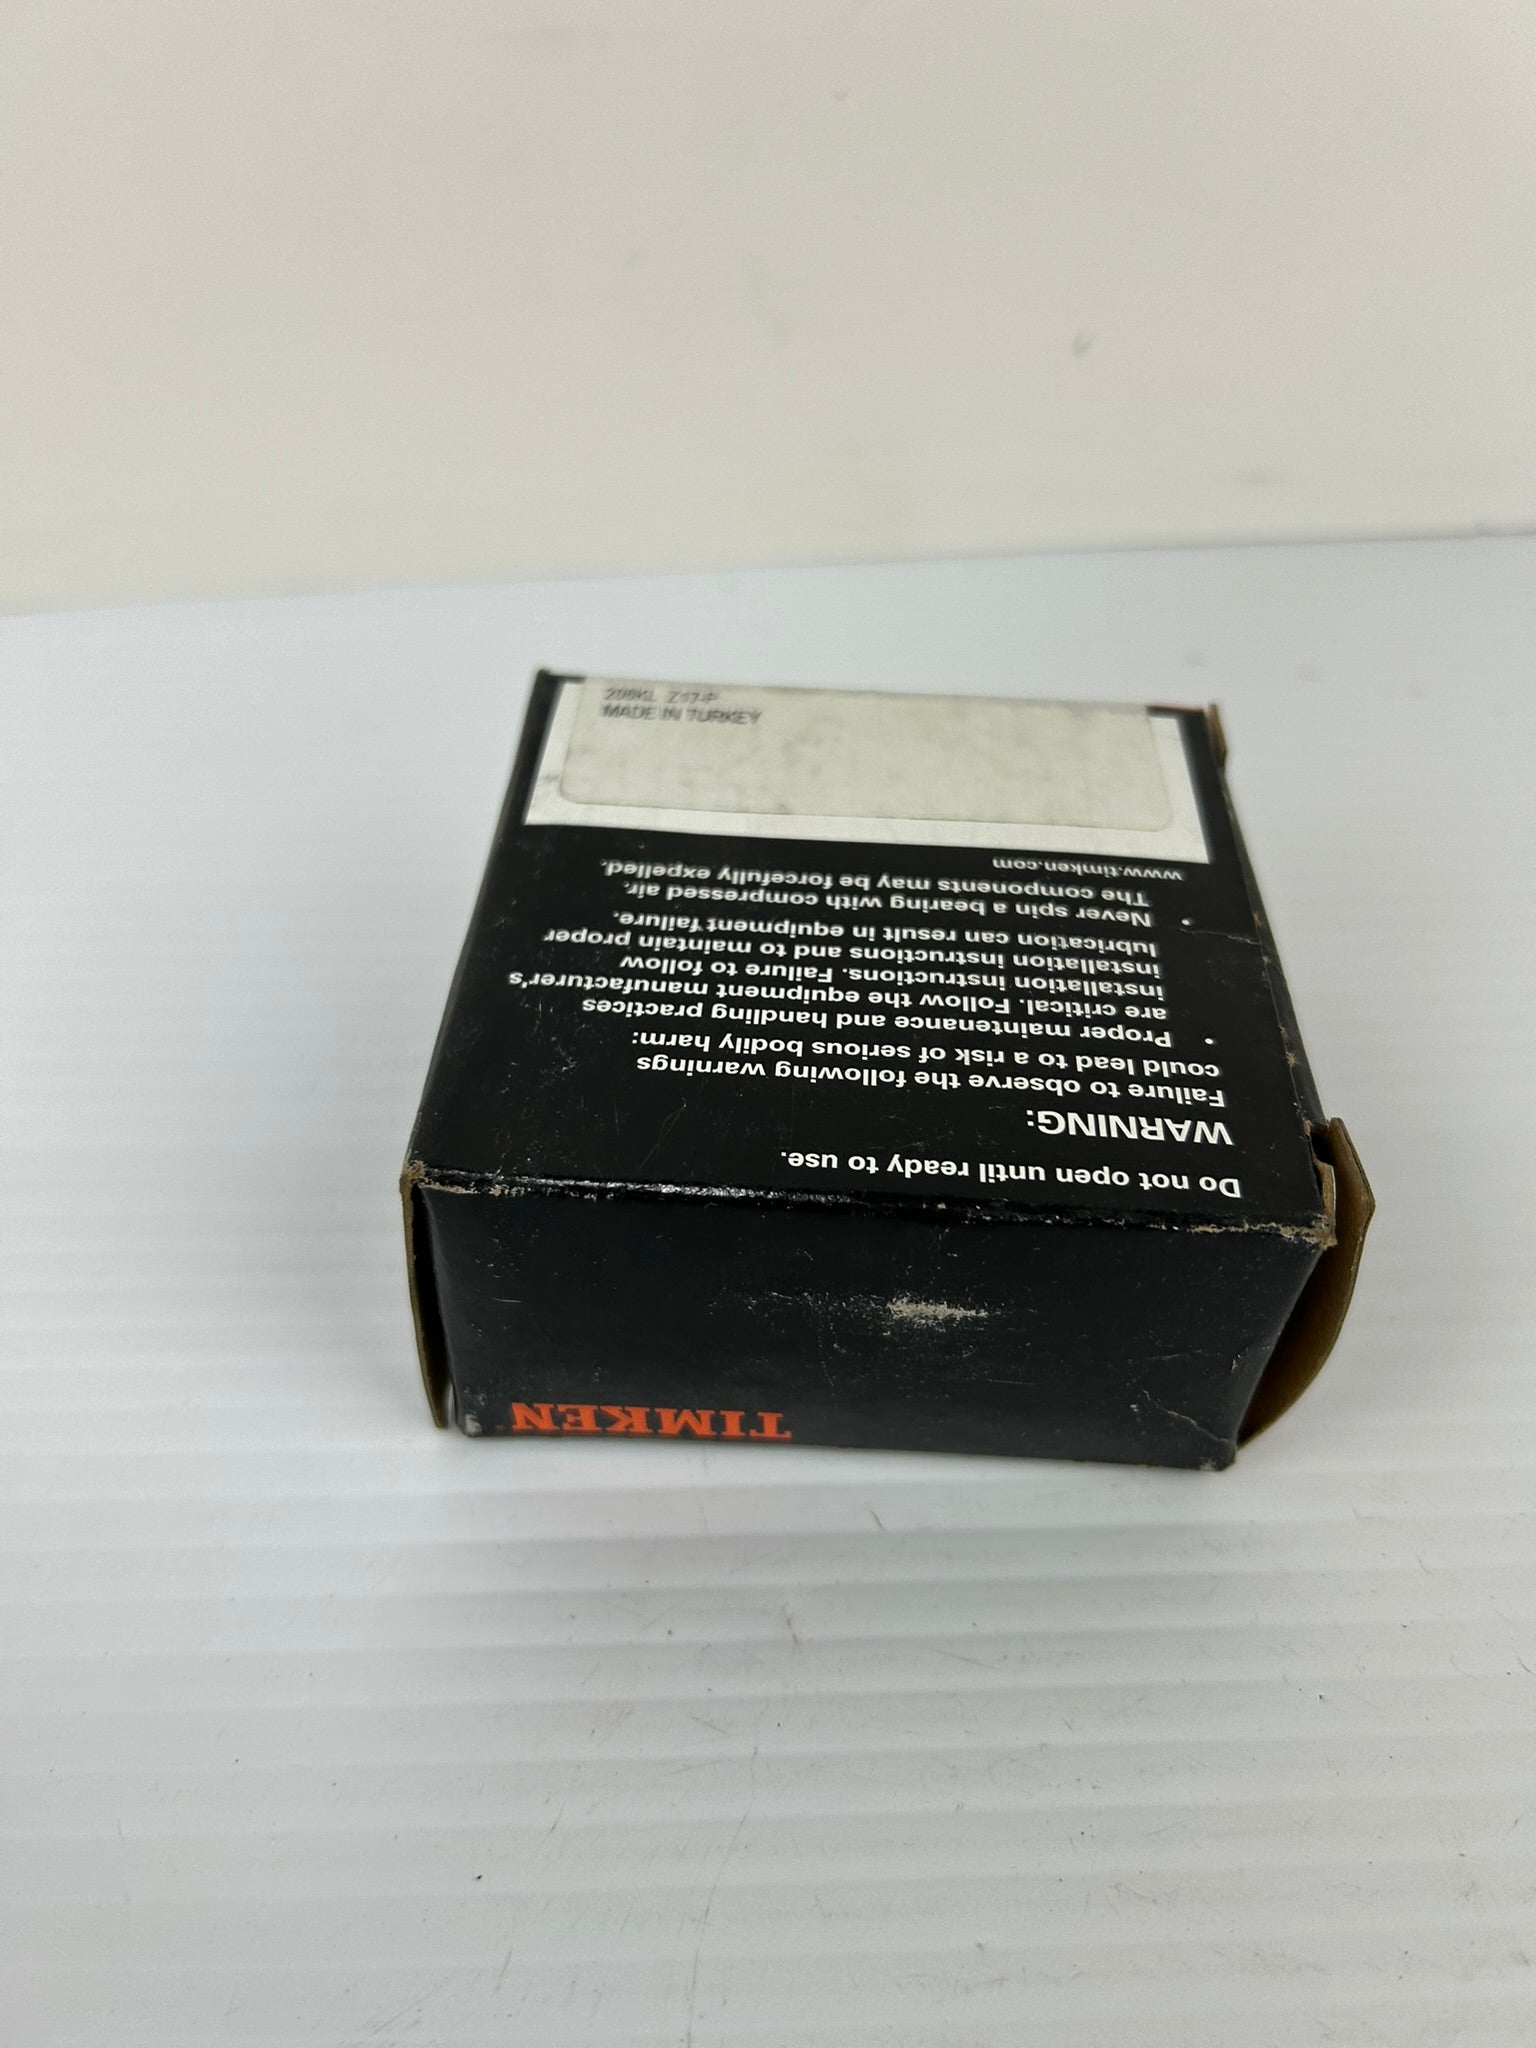 Do not open until ready to use.
WARNING:
Failure to observe the following warnings
could lead to a risk of serious bodily harm:
• Proper maintenance and handling practices
are critical. Follow the equipment manufacturer's
installation instructions. Failure to follow
installation instructions and to maintain proper
lubrication can result in equipment failure.
• Never spin a bearing with compressed air.
The components may be forcefully expelled.
www.timken.com
MADE IN TURKEY
TIMKEN